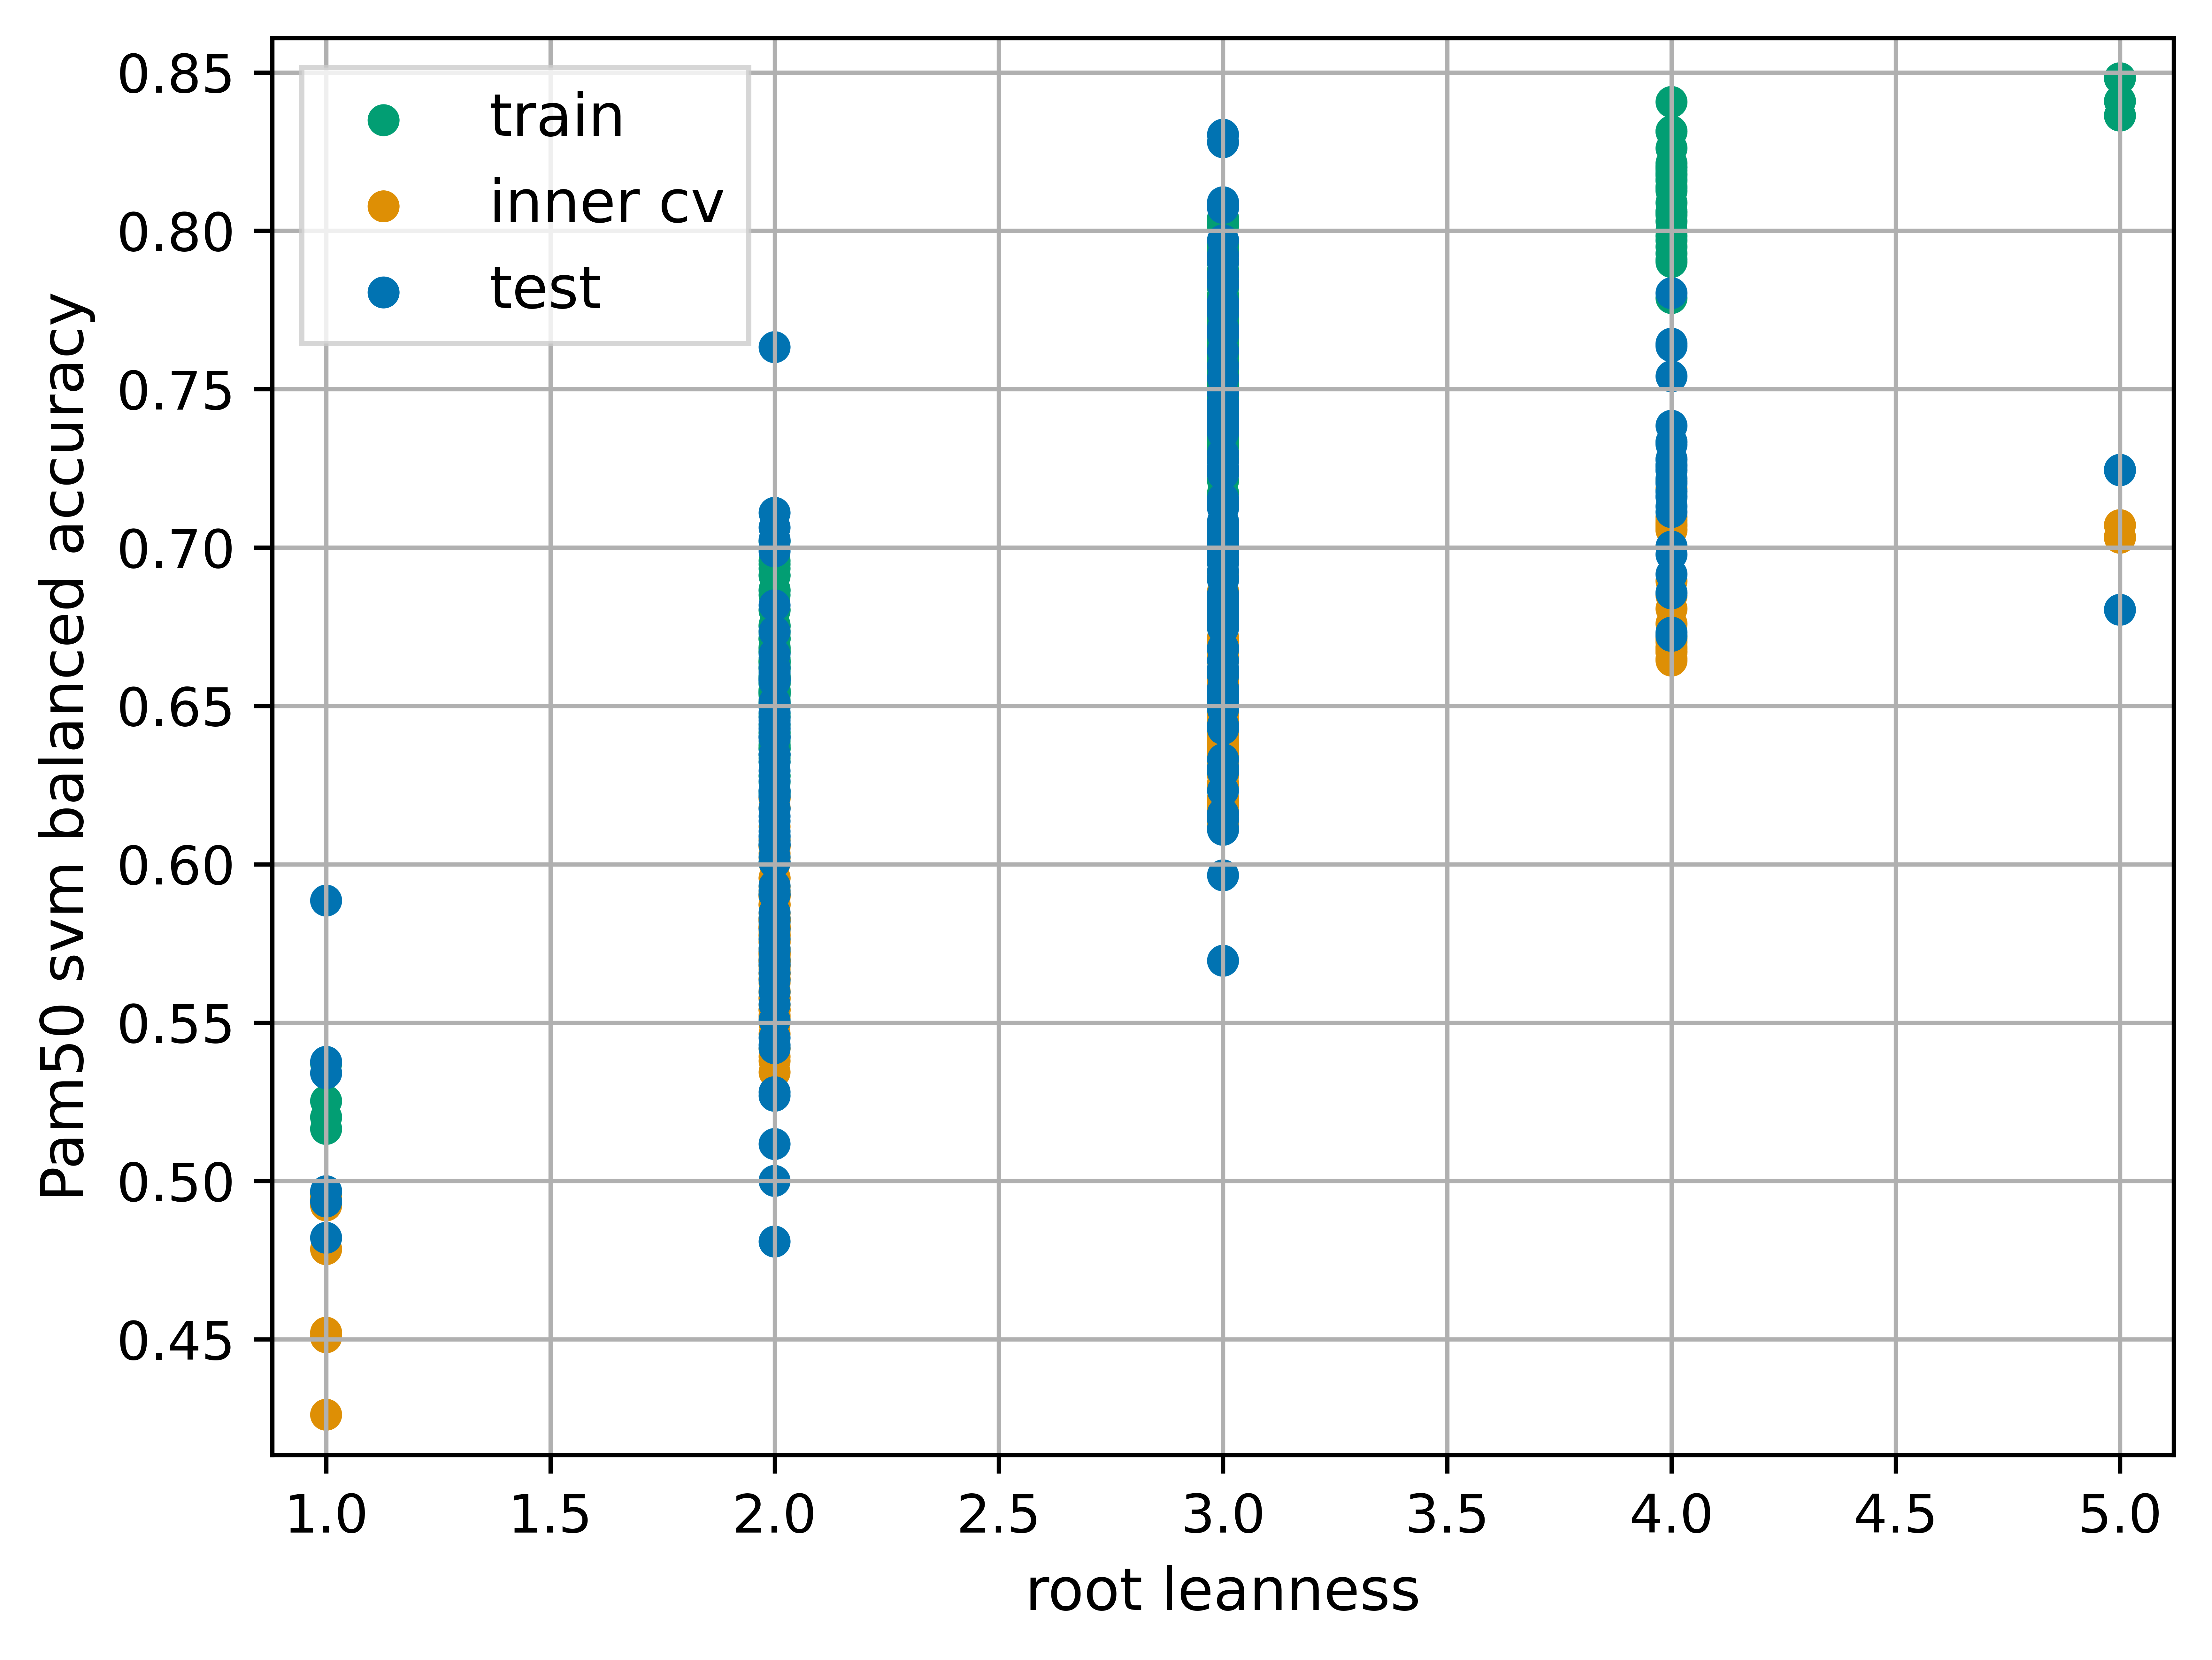 train
inner cv
test
Pam50 svm balanced accuracy
0.85
0.80
0.75
0.70
0.65
0.60
0.55
0.50
0.45
1.0 1.5 2.0 2.5 3.0 3.5 4.0 4.5 5.0
root leanness